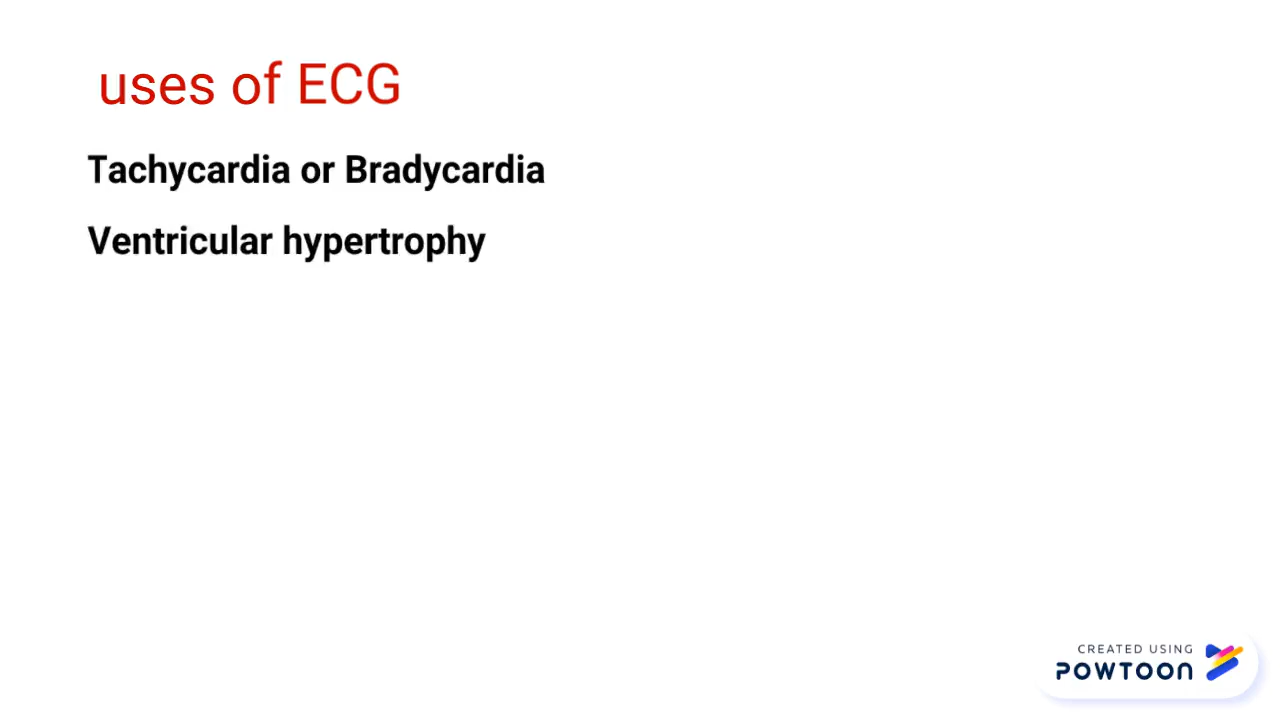 uses of ECG
Tachycardia or Bradycardia
Ventricular hypertrophy
CREATED USING
POWTOON